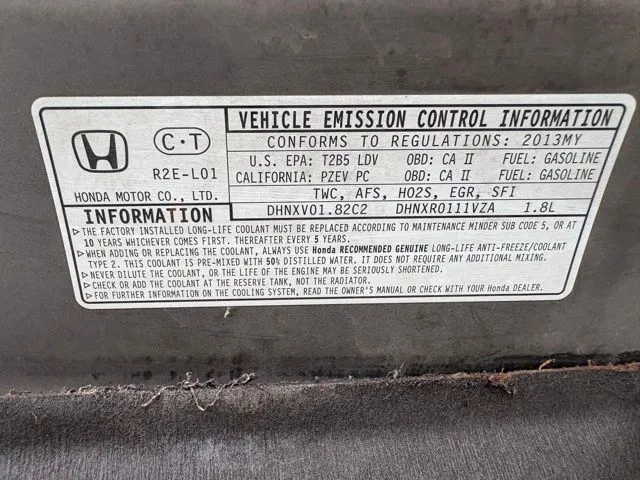 VEHICLE EMISSION CONTROL INFORMATION
C·T
R2E-L01
HONDA MOTOR CO., LTD.
CONFORMS TO REGULATIONS: 2013MY
U.S. EPA: T2B5 LDV OBD: CA II FUEL: GASOLINE
CALIFORNIA: PZEV PC OBD: CA II FUEL: GASOLINE
TWC, AFS, HO2S, EGR, SFI
DHNXV01.82C2 DHNXR0111VZA 1.8L
INFORMATION
▷THE FACTORY INSTALLED LONG-LIFE COOLANT MUST BE REPLACED ACCORDING TO MAINTENANCE MINDER SUB CODE 5, OR AT
10 YEARS WHICHEVER COMES FIRST. THEREAFTER EVERY 5 YEARS.
▷WHEN ADDING OR REPLACING THE COOLANT, ALWAYS USE Honda RECOMMENDED GENUINE LONG-LIFE ANTI-FREEZE/COOLANT
TYPE 2. THIS COOLANT IS PRE-MIXED WITH 50% DISTILLED WATER. IT DOES NOT REQUIRE ANY ADDITIONAL MIXING.
▷NEVER DILUTE THE COOLANT, OR THE LIFE OF THE ENGINE MAY BE SERIOUSLY SHORTENED.
▷CHECK OR ADD THE COOLANT AT THE RESERVE TANK, NOT THE RADIATOR.
▷FOR FURTHER INFORMATION ON THE COOLING SYSTEM, READ THE OWNER'S MANUAL OR CHECK WITH YOUR Honda DEALER.